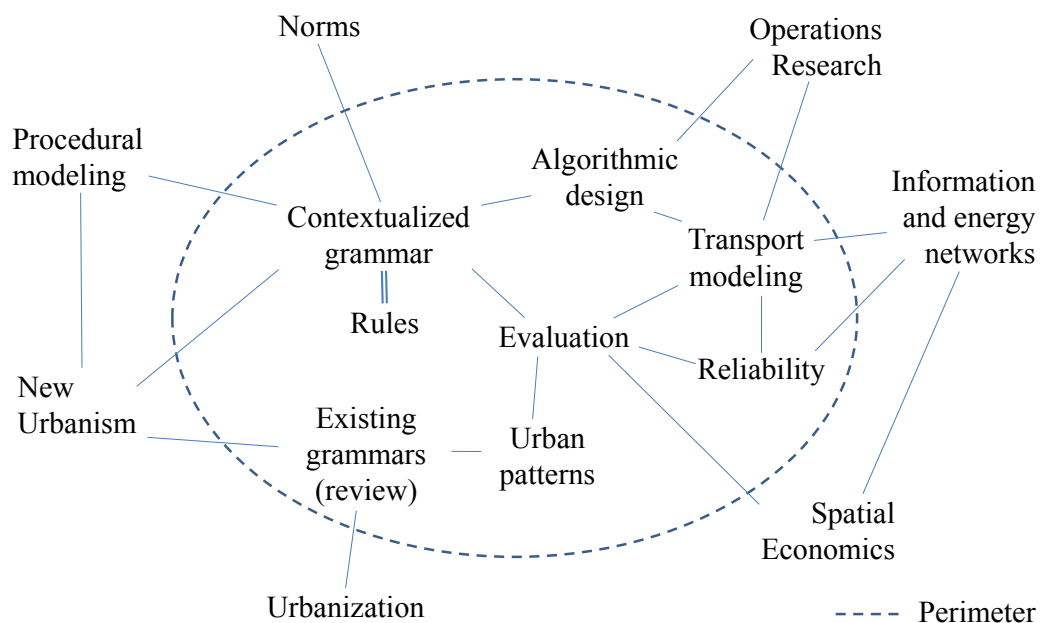 Norms
Operations
Research
Procedural
modeling
Algorithmic
design
Information
and energy
networks
Contextualized
grammar
Transport
modeling
Rules
Evaluation
Reliability
New
Urbanism
Existing
grammars
(review)
Urban
patterns
Spatial
Economics
Urbanization
Perimeter